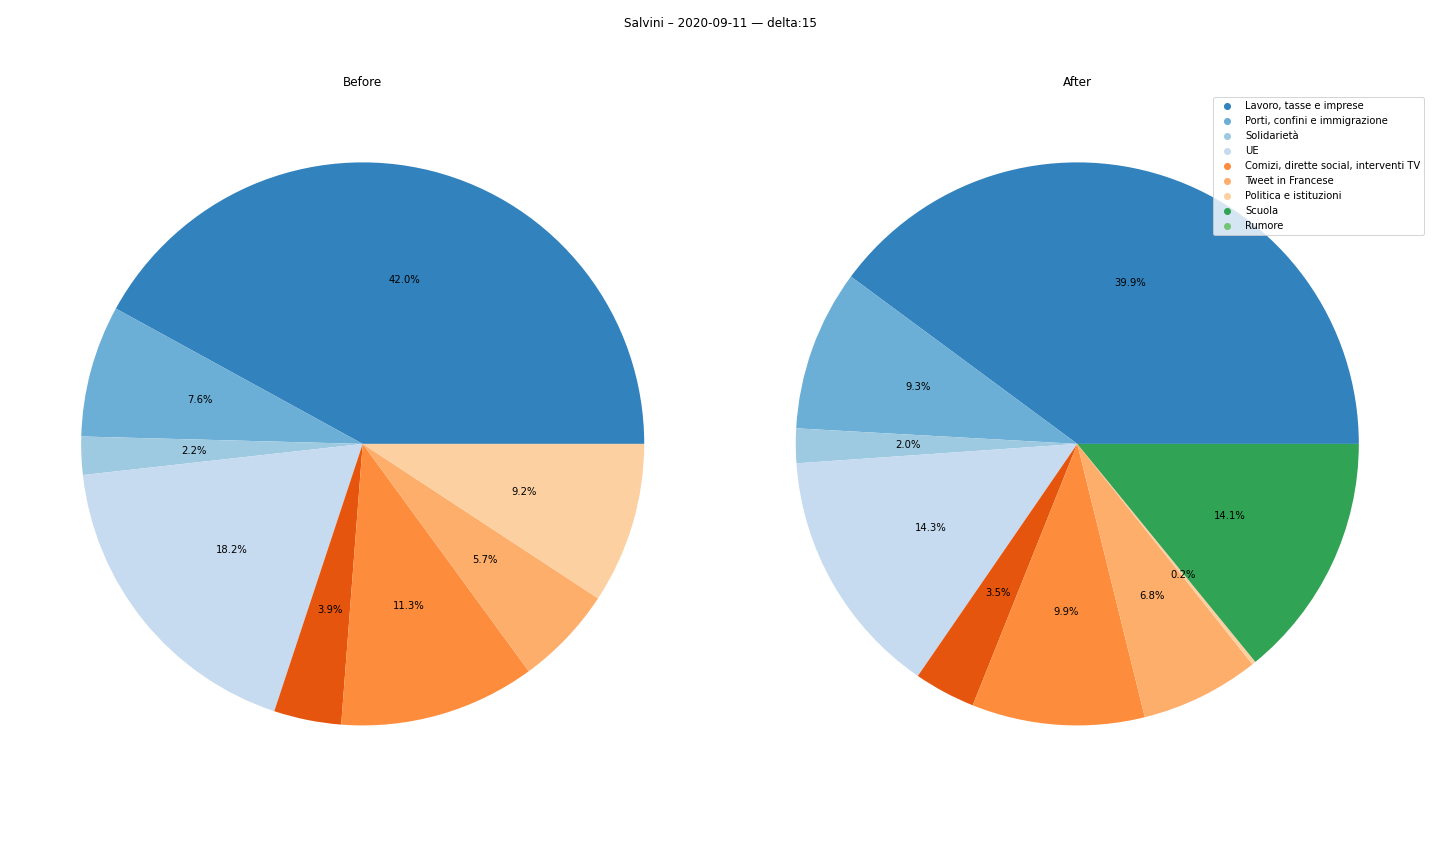 Salvini – 2020-09-11 — delta:15
Before
42.0%
7.6%
2.2%
18.2%
3.9%
11.3%
5.7%
9.2%
After
39.9%
9.3%
2.0%
14.3%
3.5%
9.9%
6.8%
0.2%
14.1%
Lavoro, tasse e imprese
Porti, confini e immigrazione
Solidarietà
UE
Comizi, dirette social, interventi TV
Tweet in Francese
Politica e istituzioni
Scuola
Rumore